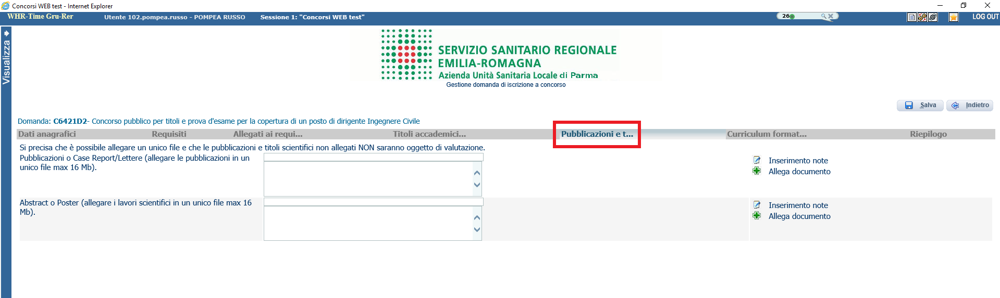 Concorsi WEB test - Internet Explorer
WHR-Time Gru-Rer
Utente 102.pompea.russo - POMPEA RUSSO
Sessione 1: "Concorsi WEB test"
26
LOG OUT
Visualizza
SERVIZIO SANITARIO REGIONALE
EMILIA-ROMAGNA
Azienda Unità Sanitaria Locale di Parma
Gestione domanda di iscrizione a concorso
Salva
Indietro
Domanda: C6421D2- Concorso pubblico per titoli e prova d'esame per la copertura di un posto di dirigente Ingegnere Civile
Dati anagrafici
Requisiti
Allegati ai requi...
Titoli accademici...
Pubblicazioni e t...
Curriculum format...
Riepilogo
Si precisa che è possibile allegare un unico file e che le pubblicazioni e titoli scientifici non allegati NON saranno oggetto di valutazione.
Pubblicazioni o Case Report/Lettere (allegare le pubblicazioni in un
unico file max 16 Mb).
Inserimento note
Allega documento
Abstract o Poster (allegare i lavori scientifici in un unico file max 16
Mb).
Inserimento note
Allega documento